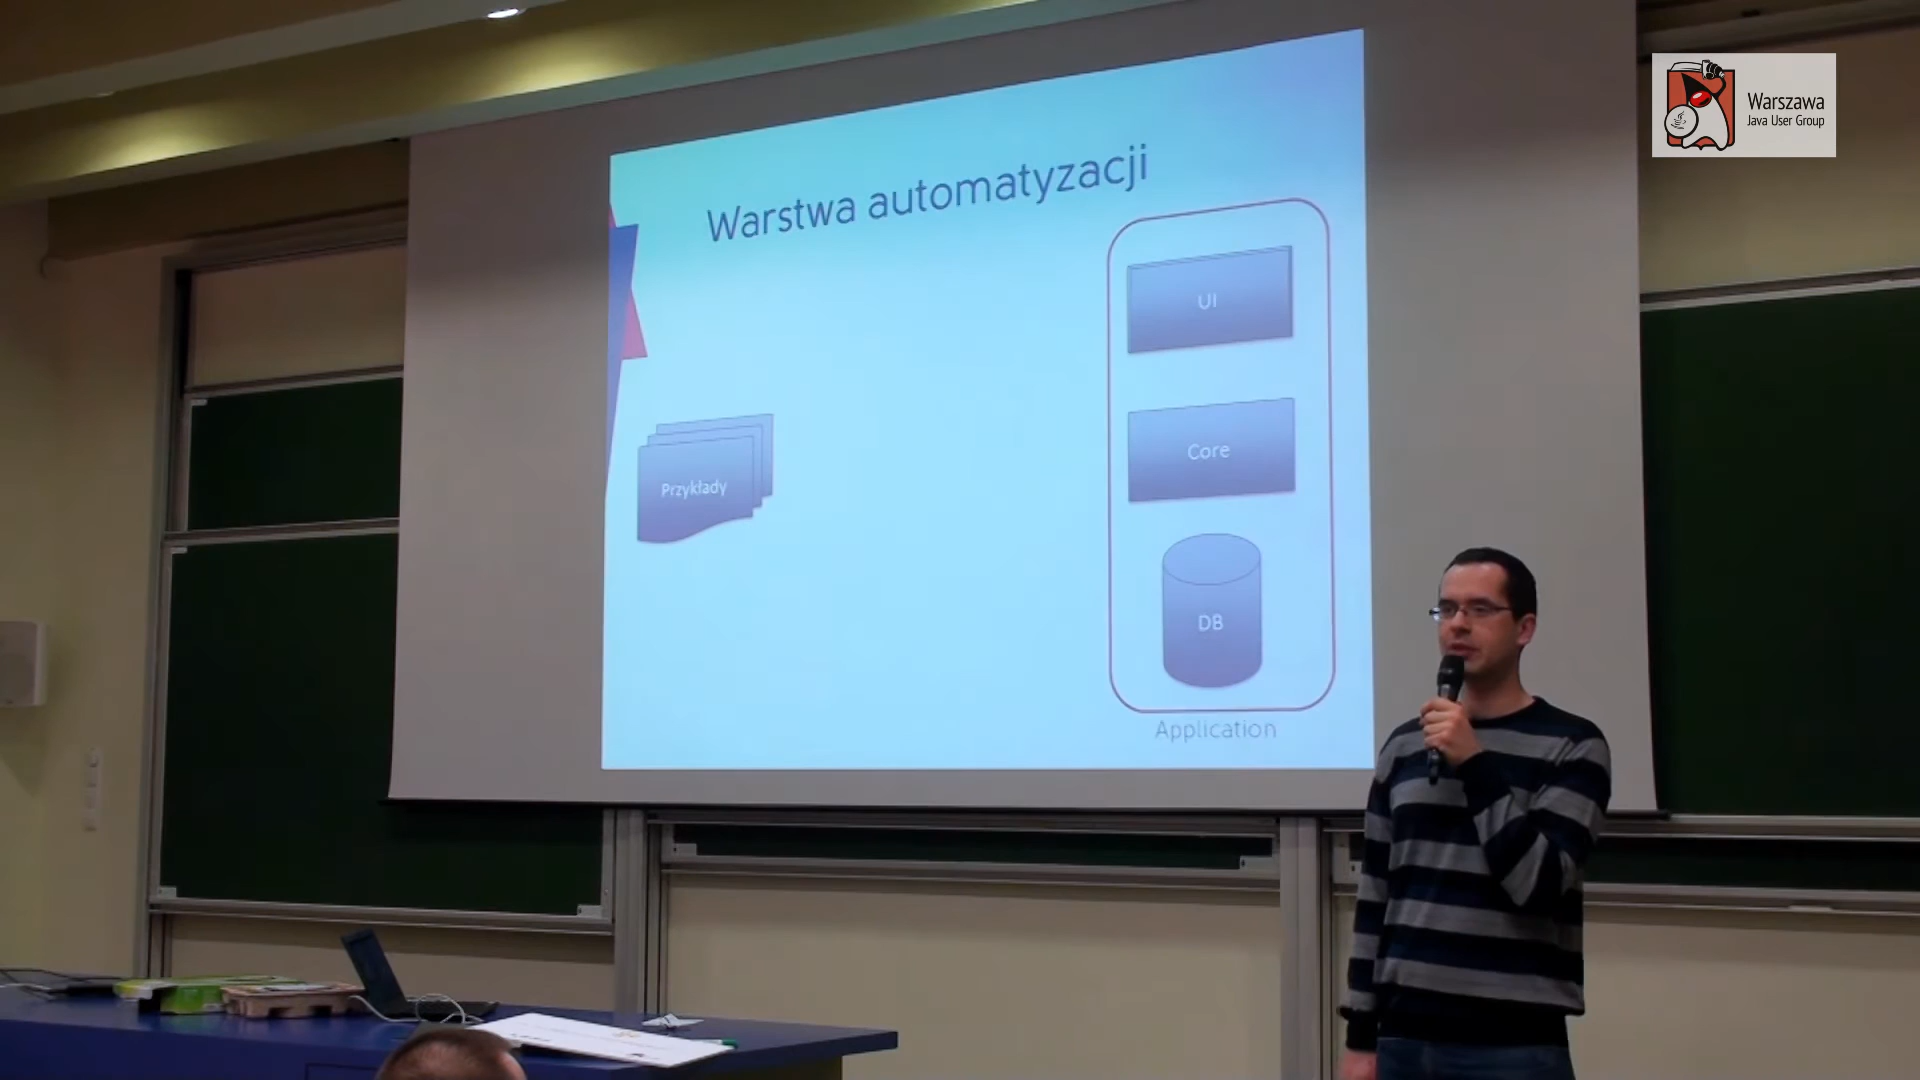 Warszawa
Java User Group
Warstwa automatyzacji
UI
Przykłady
Core
DB
Application